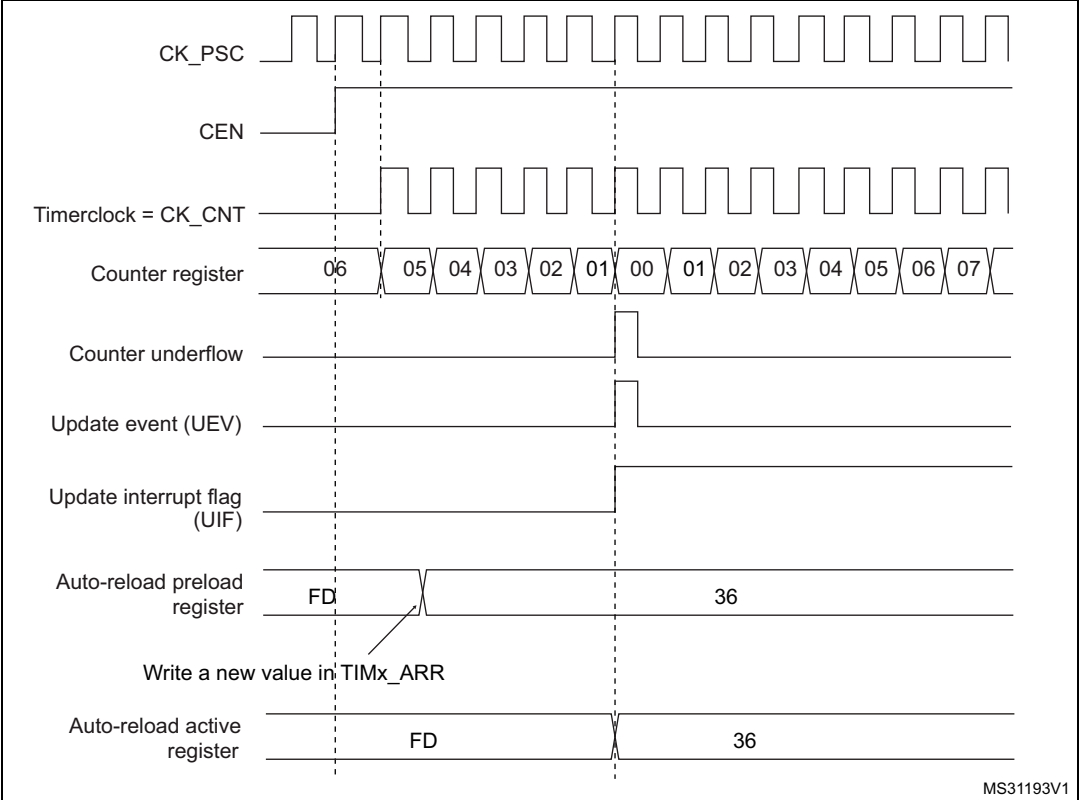 CK_PSC
CEN
Timerclock = CK_CNT
Counter register
06 05 04 03 02 01 00 01 02 03 04 05 06 07
Counter underflow
Update event (UEV)
Update interrupt flag
(UIF)
Auto-reload preload
register
FD 36
Write a new value in TIMx_ARR
Auto-reload active
register
FD 36
MS31193V1